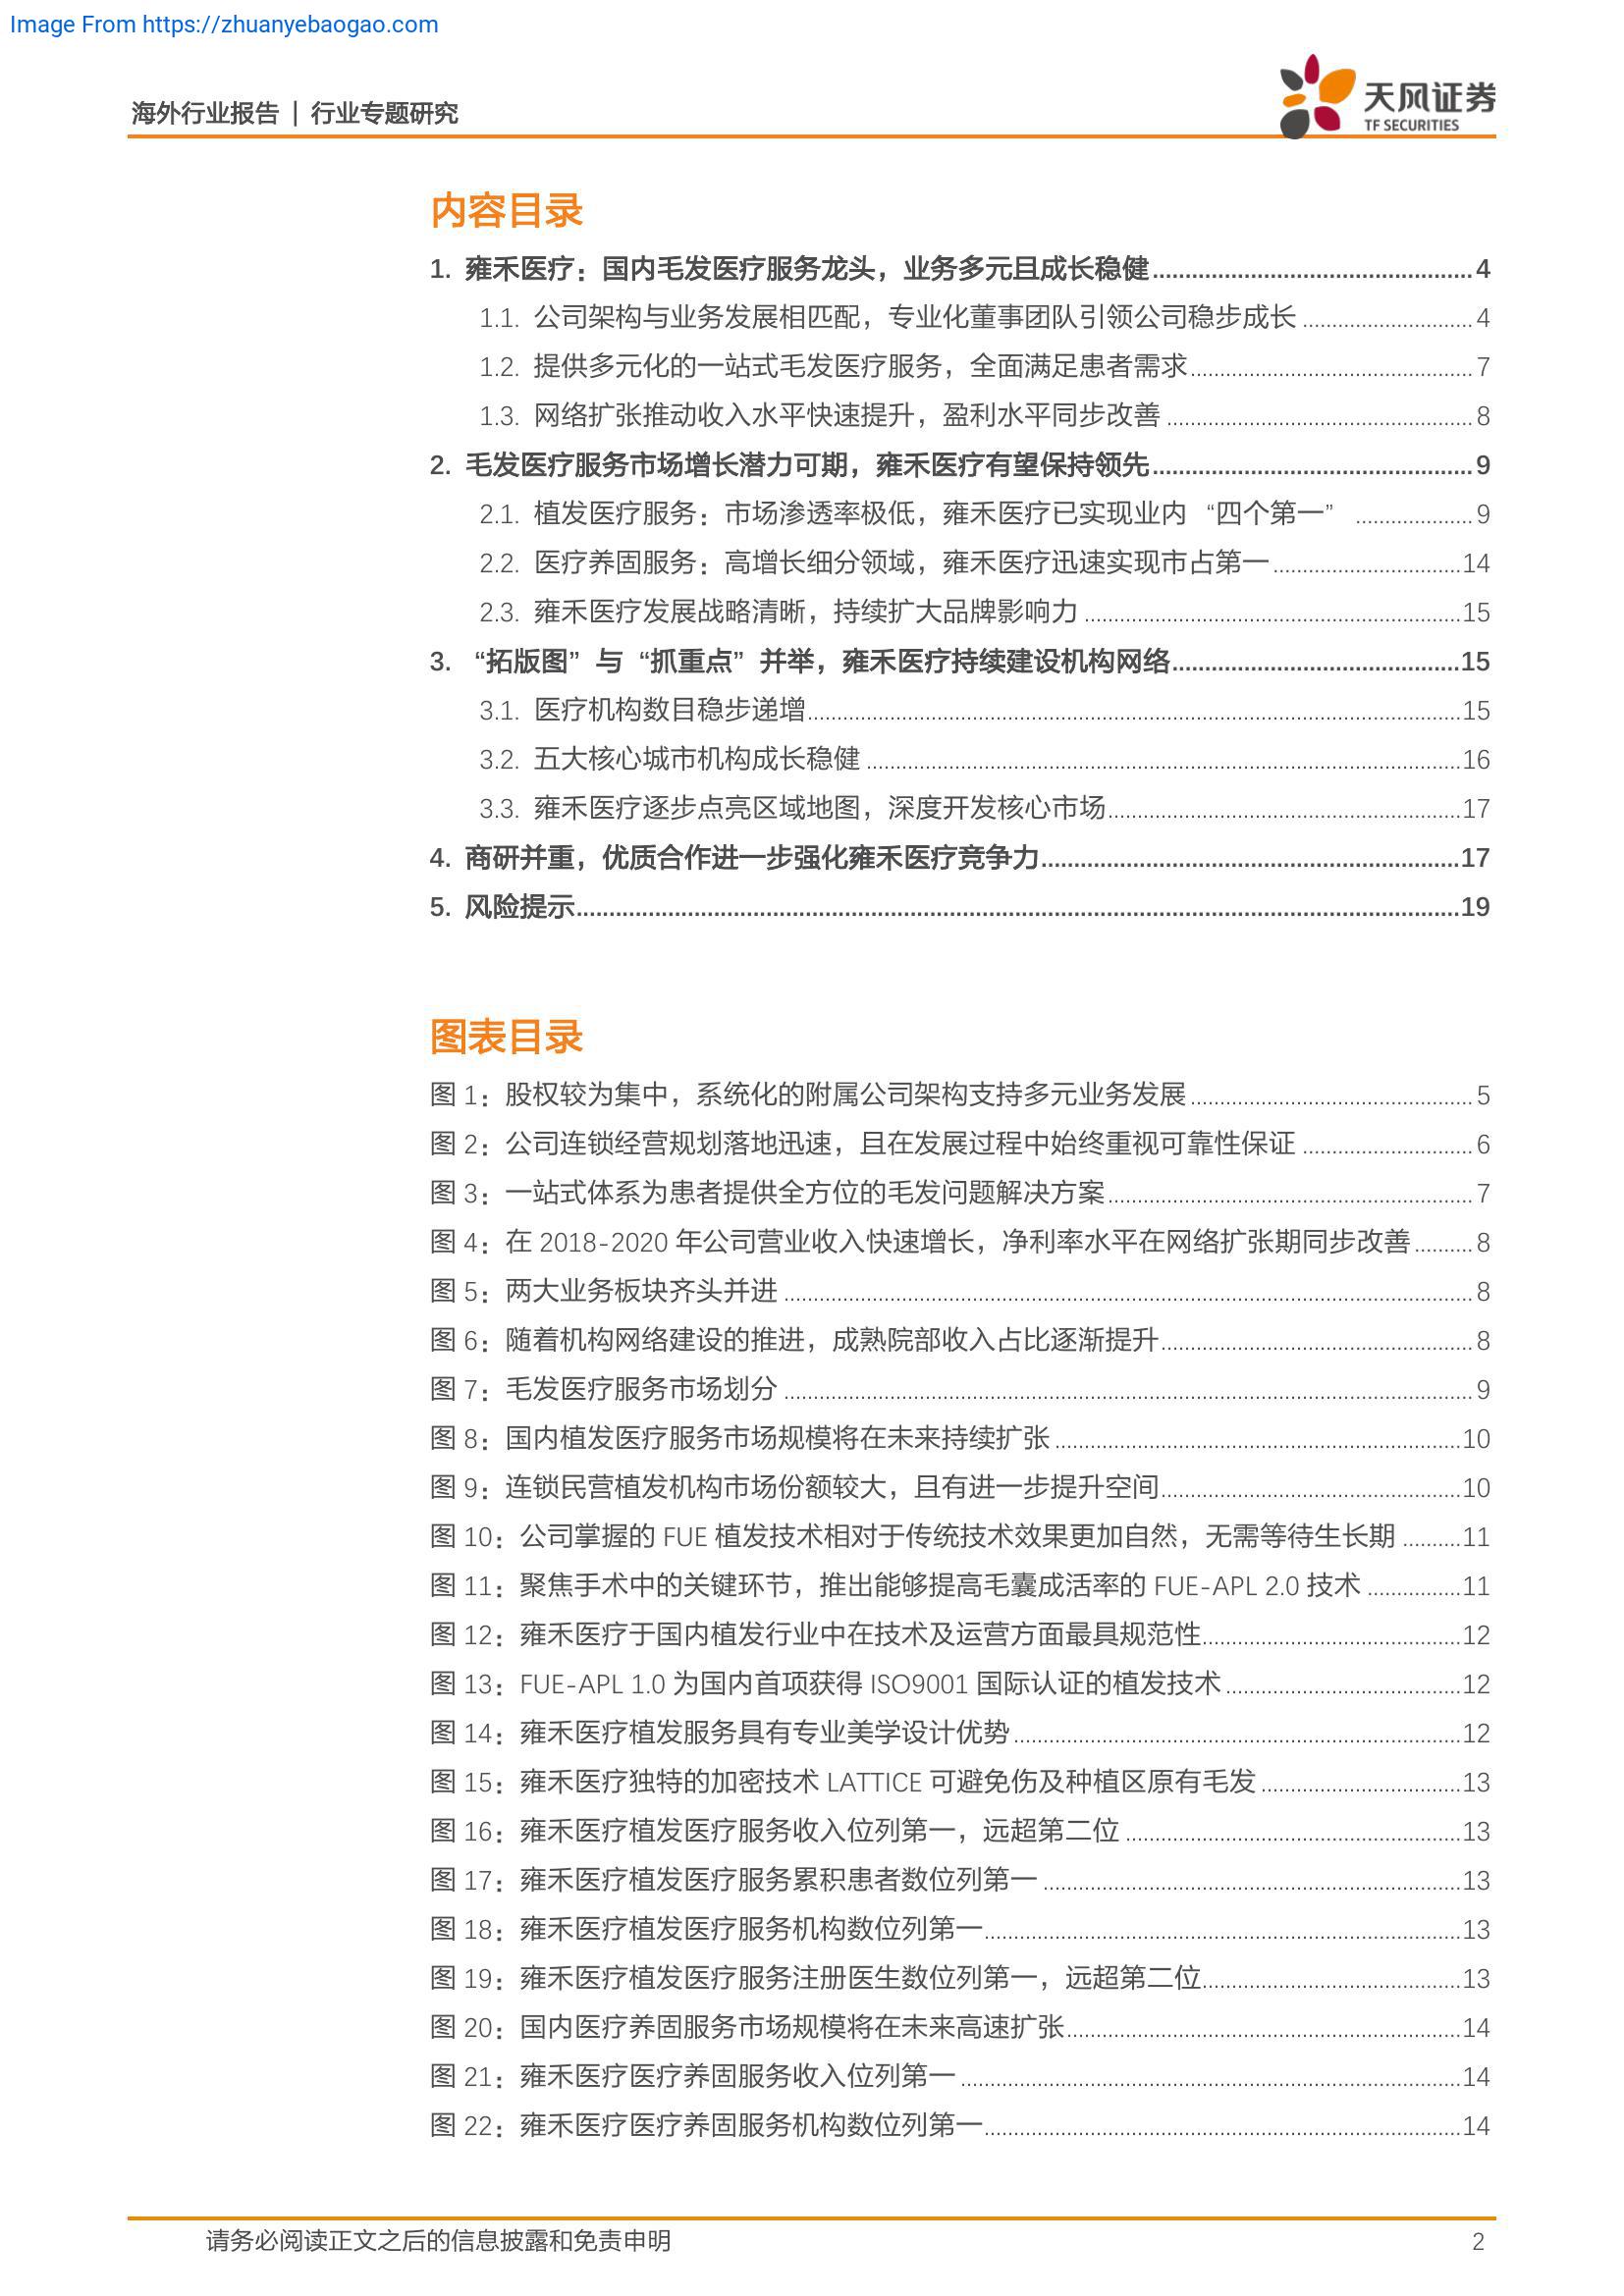 Image From https://zhuanyebaogao.com
海外行业报告 | 行业专题研究
天风证券
TF SECURITIES
内容目录
1. 雍禾医疗：国内毛发医疗服务龙头，业务多元且成长稳健 4
1.1. 公司架构与业务发展相匹配，专业化董事团队引领公司稳步成长 4
1.2. 提供多元化的一站式毛发医疗服务，全面满足患者需求 7
1.3. 网络扩张推动收入水平快速提升，盈利水平同步改善 8
2. 毛发医疗服务市场增长潜力可期，雍禾医疗有望保持领先 9
2.1. 植发医疗服务：市场渗透率极低，雍禾医疗已实现业内“四个第一” 9
2.2. 医疗养固服务：高增长细分领域，雍禾医疗迅速实现市占第一 14
2.3. 雍禾医疗发展战略清晰，持续扩大品牌影响力 15
3. “拓版图”与“抓重点”并举，雍禾医疗持续建设机构网络 15
3.1. 医疗机构数目稳步递增 15
3.2. 五大核心城市机构成长稳健 16
3.3. 雍禾医疗逐步点亮区域地图，深度开发核心市场 17
4. 商研并重，优质合作进一步强化雍禾医疗竞争力 17
5. 风险提示 19
图表目录
图 1：股权较为集中，系统化的附属公司架构支持多元业务发展 5
图 2：公司连锁经营规划落地迅速，且在发展过程中始终重视可靠性保证 6
图 3：一站式体系为患者提供全方位的毛发问题解决方案 7
图 4：在 2018-2020 年公司营业收入快速增长，净利率水平在网络扩张期同步改善 8
图 5：两大业务板块齐头并进 8
图 6：随着机构网络建设的推进，成熟院部收入占比逐渐提升 8
图 7：毛发医疗服务市场划分 9
图 8：国内植发医疗服务市场规模将在未来持续扩张 10
图 9：连锁民营植发机构市场份额较大，且有进一步提升空间 10
图 10：公司掌握的 FUE 植发技术相对于传统技术效果更加自然，无需等待生长期 11
图 11：聚焦手术中的关键环节，推出能够提高毛囊成活率的 FUE-APL 2.0 技术 11
图 12：雍禾医疗于国内植发行业中在技术及运营方面最具规范性 12
图 13：FUE-APL 1.0 为国内首项获得 ISO9001 国际认证的植发技术 12
图 14：雍禾医疗植发服务具有专业美学设计优势 12
图 15：雍禾医疗独特的加密技术 LATTICE 可避免伤及种植区原有毛发 13
图 16：雍禾医疗植发医疗服务收入位列第一，远超第二位 13
图 17：雍禾医疗植发医疗服务累积患者数位列第一 13
图 18：雍禾医疗植发医疗服务机构数位列第一 13
图 19：雍禾医疗植发医疗服务注册医生数位列第一，远超第二位 13
图 20：国内医疗养固服务市场规模将在未来高速扩张 14
图 21：雍禾医疗医疗养固服务收入位列第一 14
图 22：雍禾医疗医疗养固服务机构数位列第一 14
请务必阅读正文之后的信息披露和免责申明 2